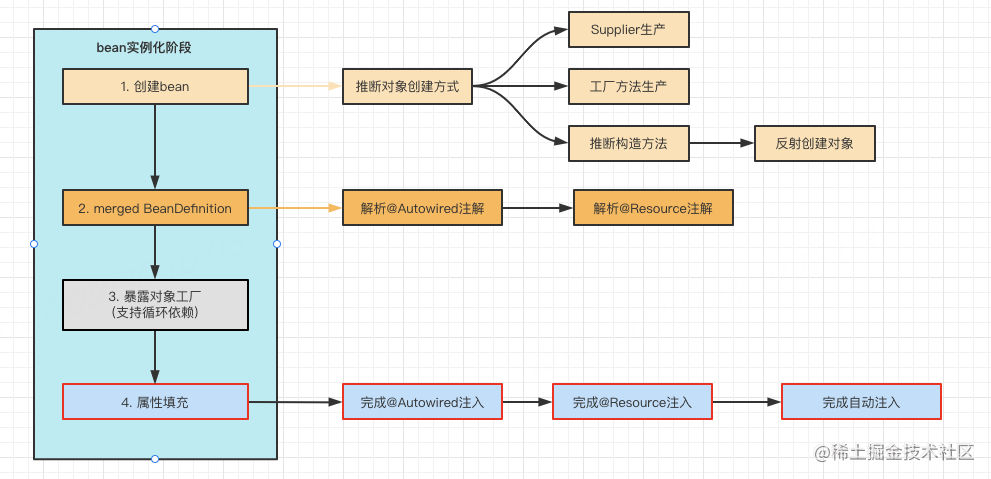 bean实例化阶段
1. 创建bean
推断对象创建方式
Supplier生产
工厂方法生产
推断构造方法
反射创建对象
2. merged BeanDefinition
解析@Autowired注解
解析@Resource注解
3. 暴露对象工厂
(支持循环依赖)
4. 属性填充
完成@Autowired注入
完成@Resource注入
完成自动注入
@稀土掘金技术社区